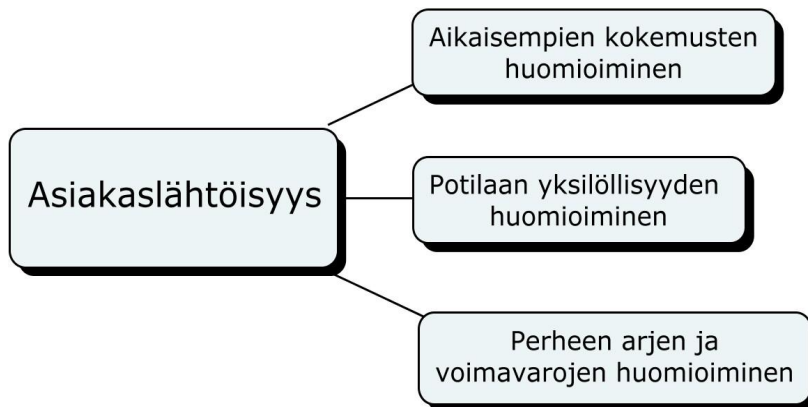 Aikaisempien kokemusten
huomioiminen
Asiakaslähtöisyys
Potilaan yksilöllisyyden
huomioiminen
Perheen arjen ja
voimavarojen huomioiminen